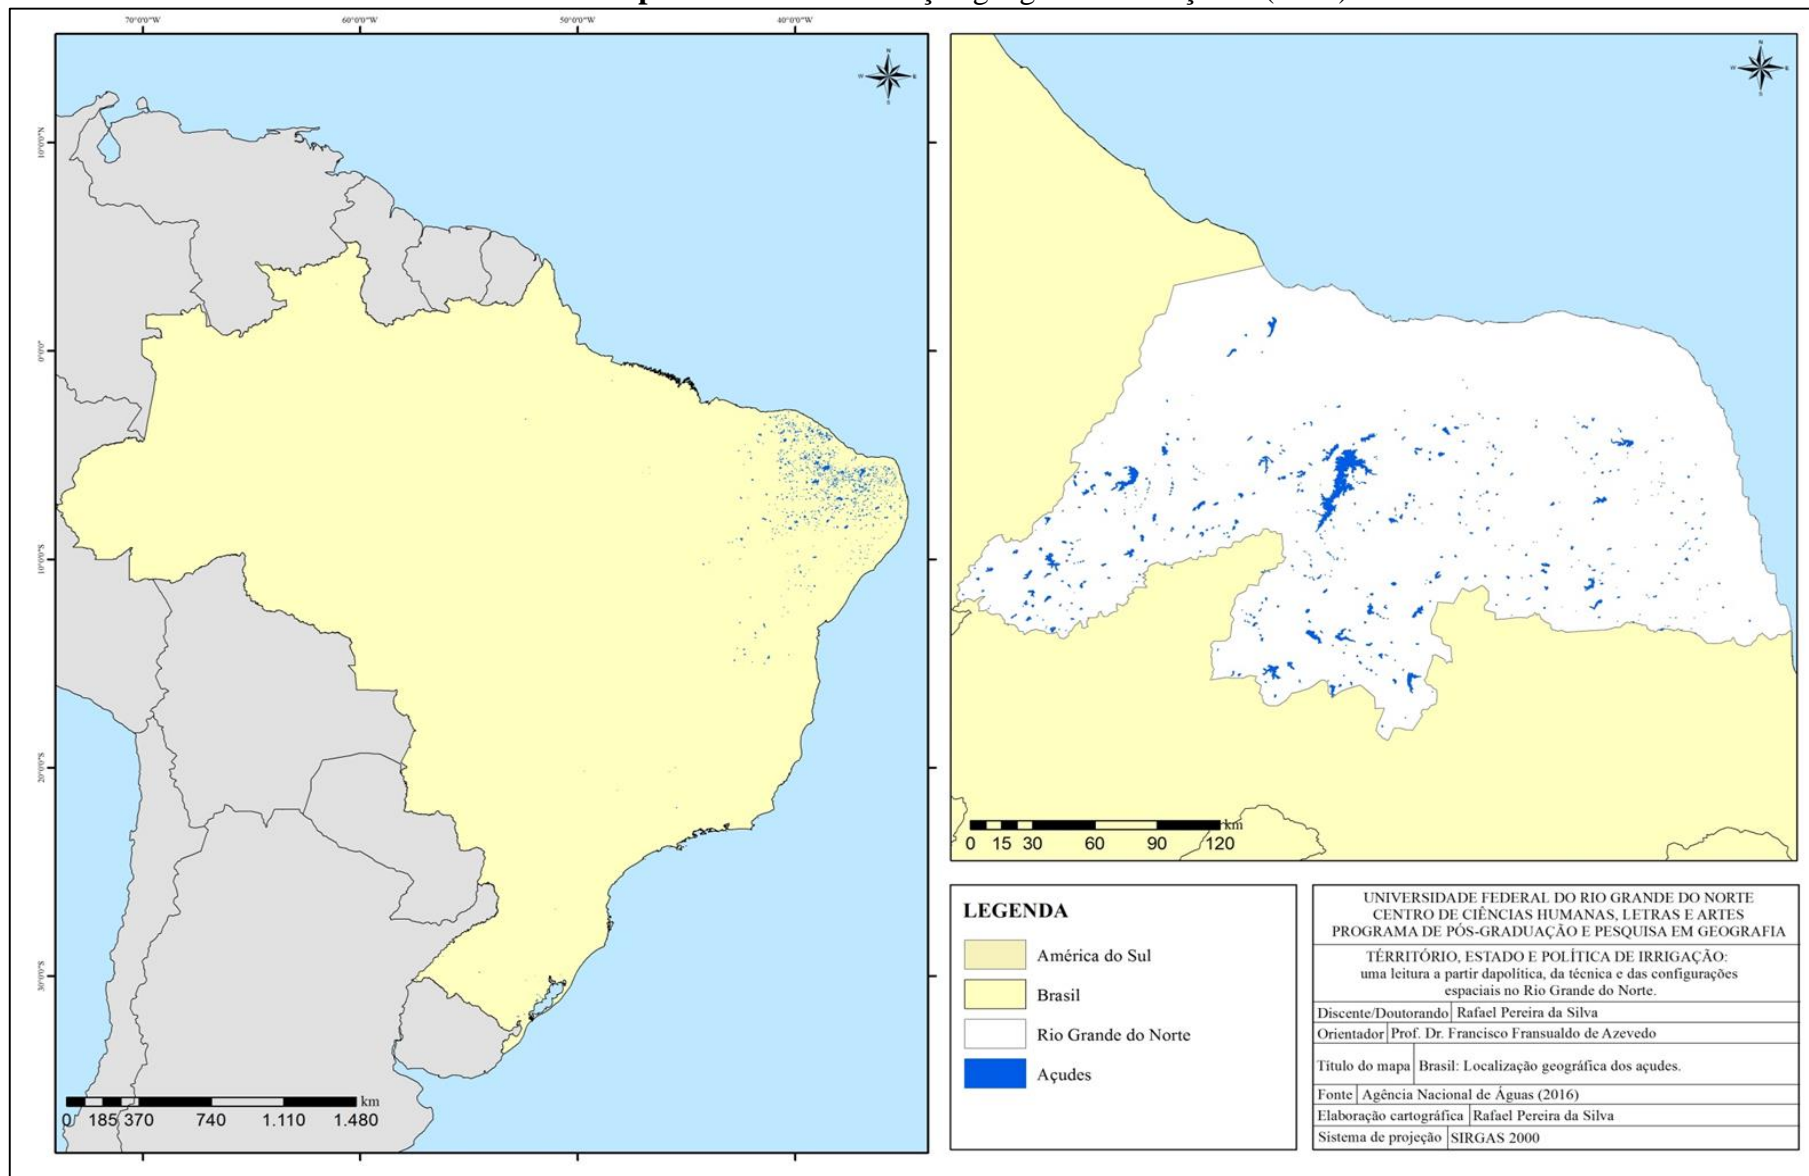 70°0'0"W 60°0'0"W 50°0'0"W 40°0'0"W
10°0'0"N
0°0'0"
10°0'0"S
20°0'0"S
30°0'0"S
N
W E
S
0 185 370 740 1.110 1.480 km
N
W E
S
0 15 30 60 90 120 km
LEGENDA
América do Sul
Brasil
Rio Grande do Norte
Açudes
UNIVERSIDADE FEDERAL DO RIO GRANDE DO NORTE
CENTRO DE CIÊNCIAS HUMANAS, LETRAS E ARTES
PROGRAMA DE PÓS-GRADUAÇÃO E PESQUISA EM GEOGRAFIA
TÉRRITÓRIO, ESTADO E POLÍTICA DE IRRIGAÇÃO:
uma leitura a partir dapolítica, da técnica e das configurações
espaciais no Rio Grande do Norte.
Discente/Doutorando Rafael Pereira da Silva
Orientador Prof. Dr. Francisco Fransualdo de Azevedo
Título do mapa Brasil: Localização geográfica dos açudes.
Fonte Agência Nacional de Águas (2016)
Elaboração cartográfica Rafael Pereira da Silva
Sistema de projeção SIRGAS 2000